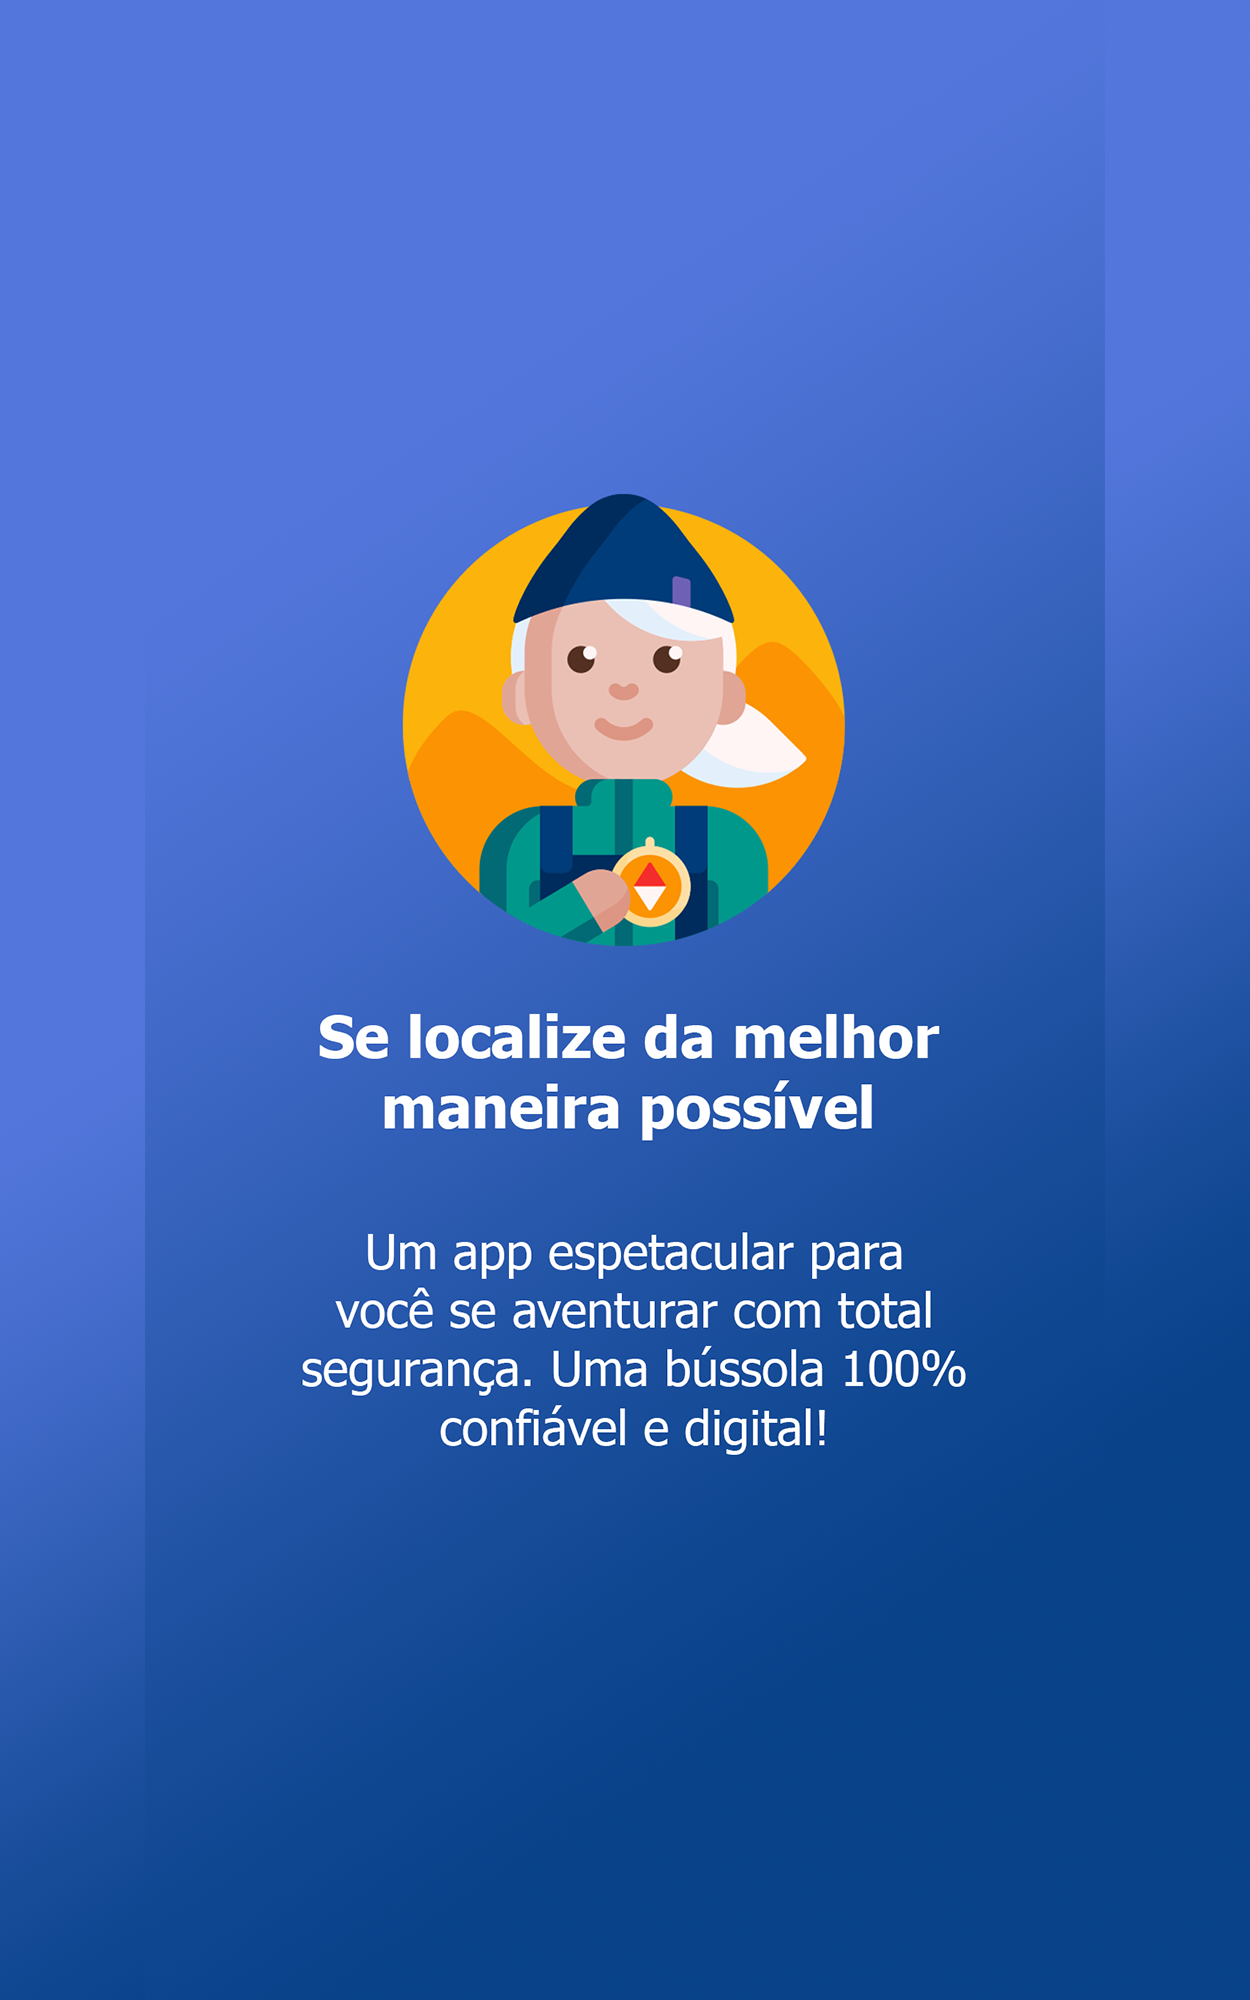 Se localize da melhor
maneira possível
Um app espetacular para
você se aventurar com total
segurança. Uma bússola 100%
confiável e digital!